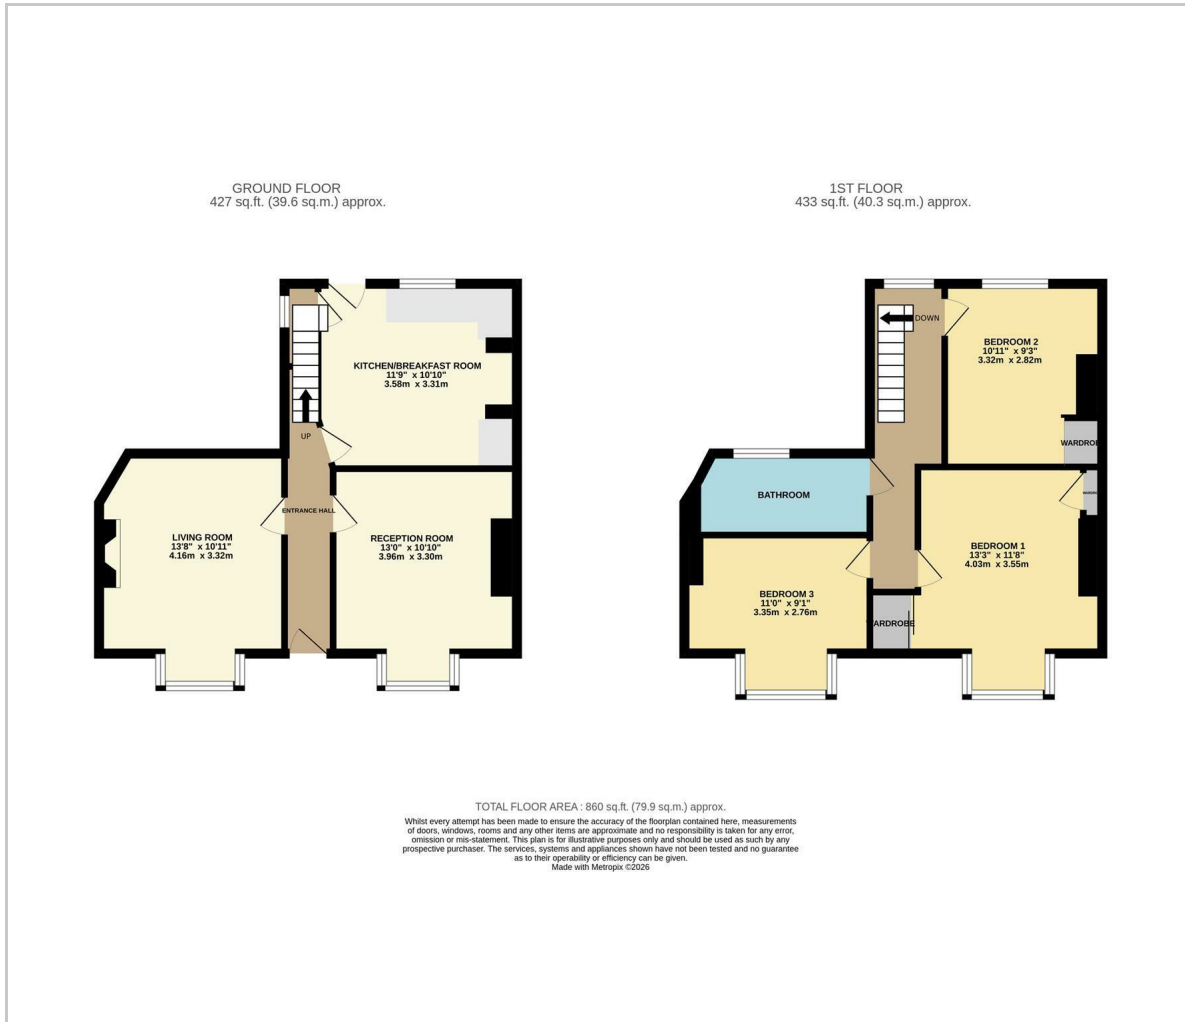 GROUND FLOOR
427 sq.ft. (39.6 sq.m.) approx.
1ST FLOOR
433 sq.ft. (40.3 sq.m.) approx.
KITCHEN/BREAKFAST ROOM
11'9" x 10'10"
3.58m x 3.31m
UP
ENTRANCE HALL
LIVING ROOM
13'8" x 10'11"
4.16m x 3.32m
RECEPTION ROOM
13'0" x 10'10"
3.96m x 3.30m
DOWN
BEDROOM 2
10'11" x 9'3"
3.32m x 2.82m
WARDROBE
BATHROOM
BEDROOM 1
13'3" x 11'8"
4.03m x 3.55m
BEDROOM 3
11'0" x 9'1"
3.35m x 2.76m
WARDROBE
TOTAL FLOOR AREA : 860 sq.ft. (79.9 sq.m.) approx.
Whilst every attempt has been made to ensure the accuracy of the floorplan contained here, measurements
of doors, windows, rooms and any other items are approximate and no responsibility is taken for any error,
omission or mis-statement. This plan is for illustrative purposes only and should be used as such by any
prospective purchaser. The services, systems and appliances shown have not been tested and no guarantee
as to their operability or efficiency can be given.
Made with Metropix ©2026